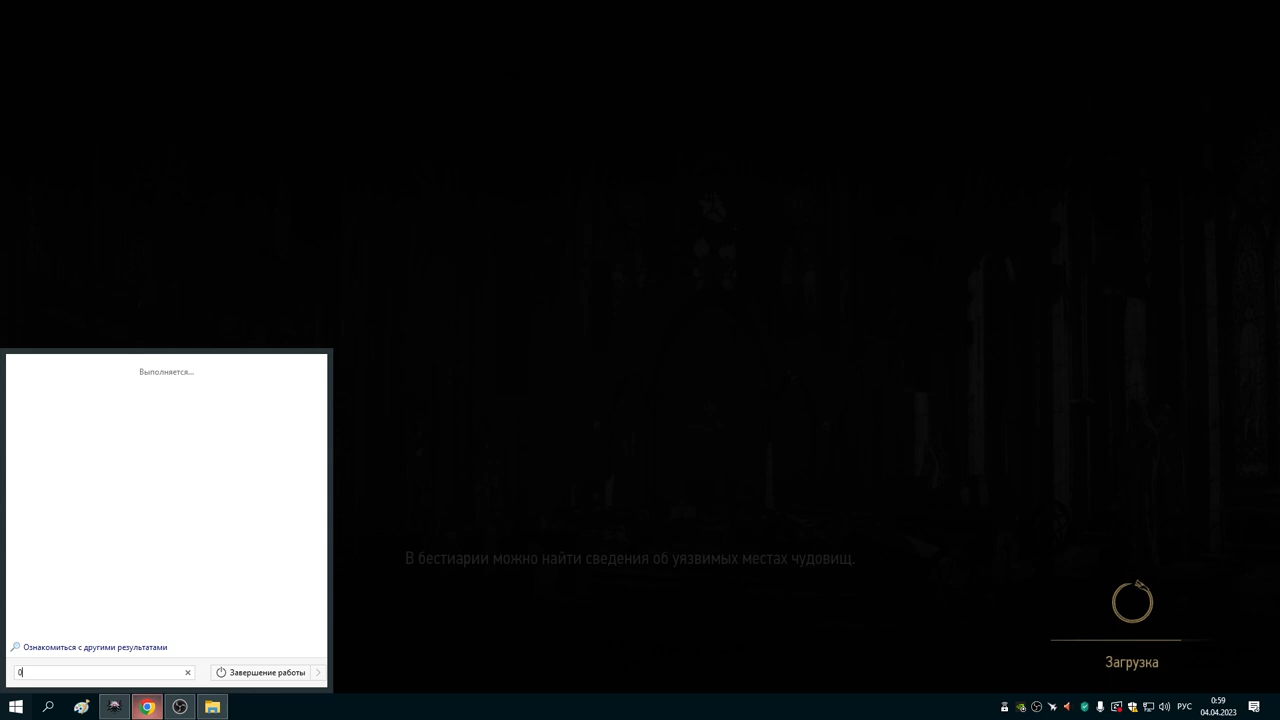 Выполняется...
В бестиарии можно найти сведения об уязвимых местах чудовищ.
Загрузка
Ознакомиться с другими результатами
0
Завершение работы
РУС
0:59
04.04.2023